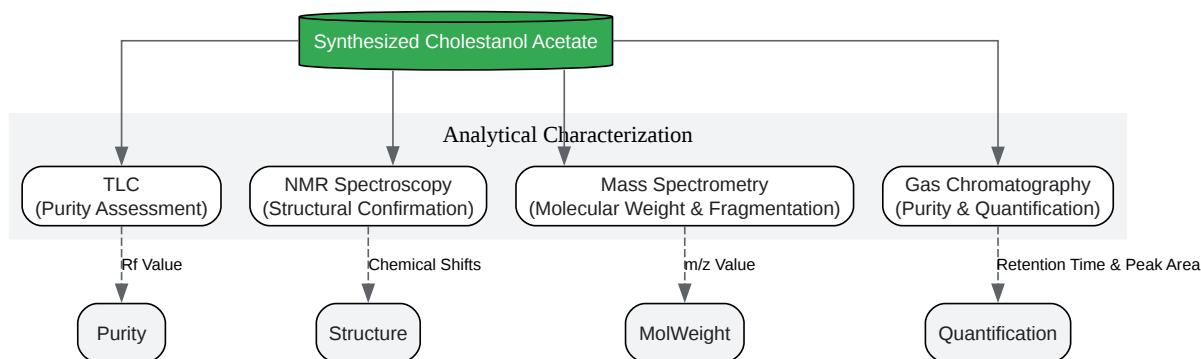 Synthesized Cholestanol Acetate
Analytical Characterization
TLC
(Purity Assessment)
NMR Spectroscopy
(Structural Confirmation)
Mass Spectrometry
(Molecular Weight & Fragmentation)
Gas Chromatography
(Purity & Quantification)
Rf Value
Chemical Shifts
m/z Value
Retention Time & Peak Area
Purity
Structure
MolWeight
Quantification